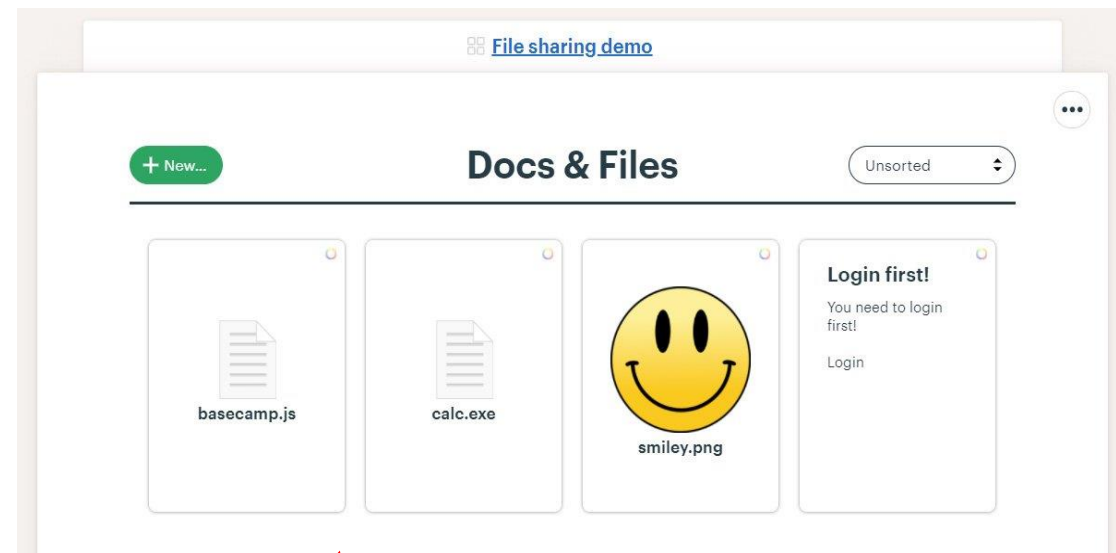 File sharing demo
+ New...
Docs & Files
Unsorted
basecamp.js
calc.exe
smiley.png
Login first!
You need to login
first!
Login